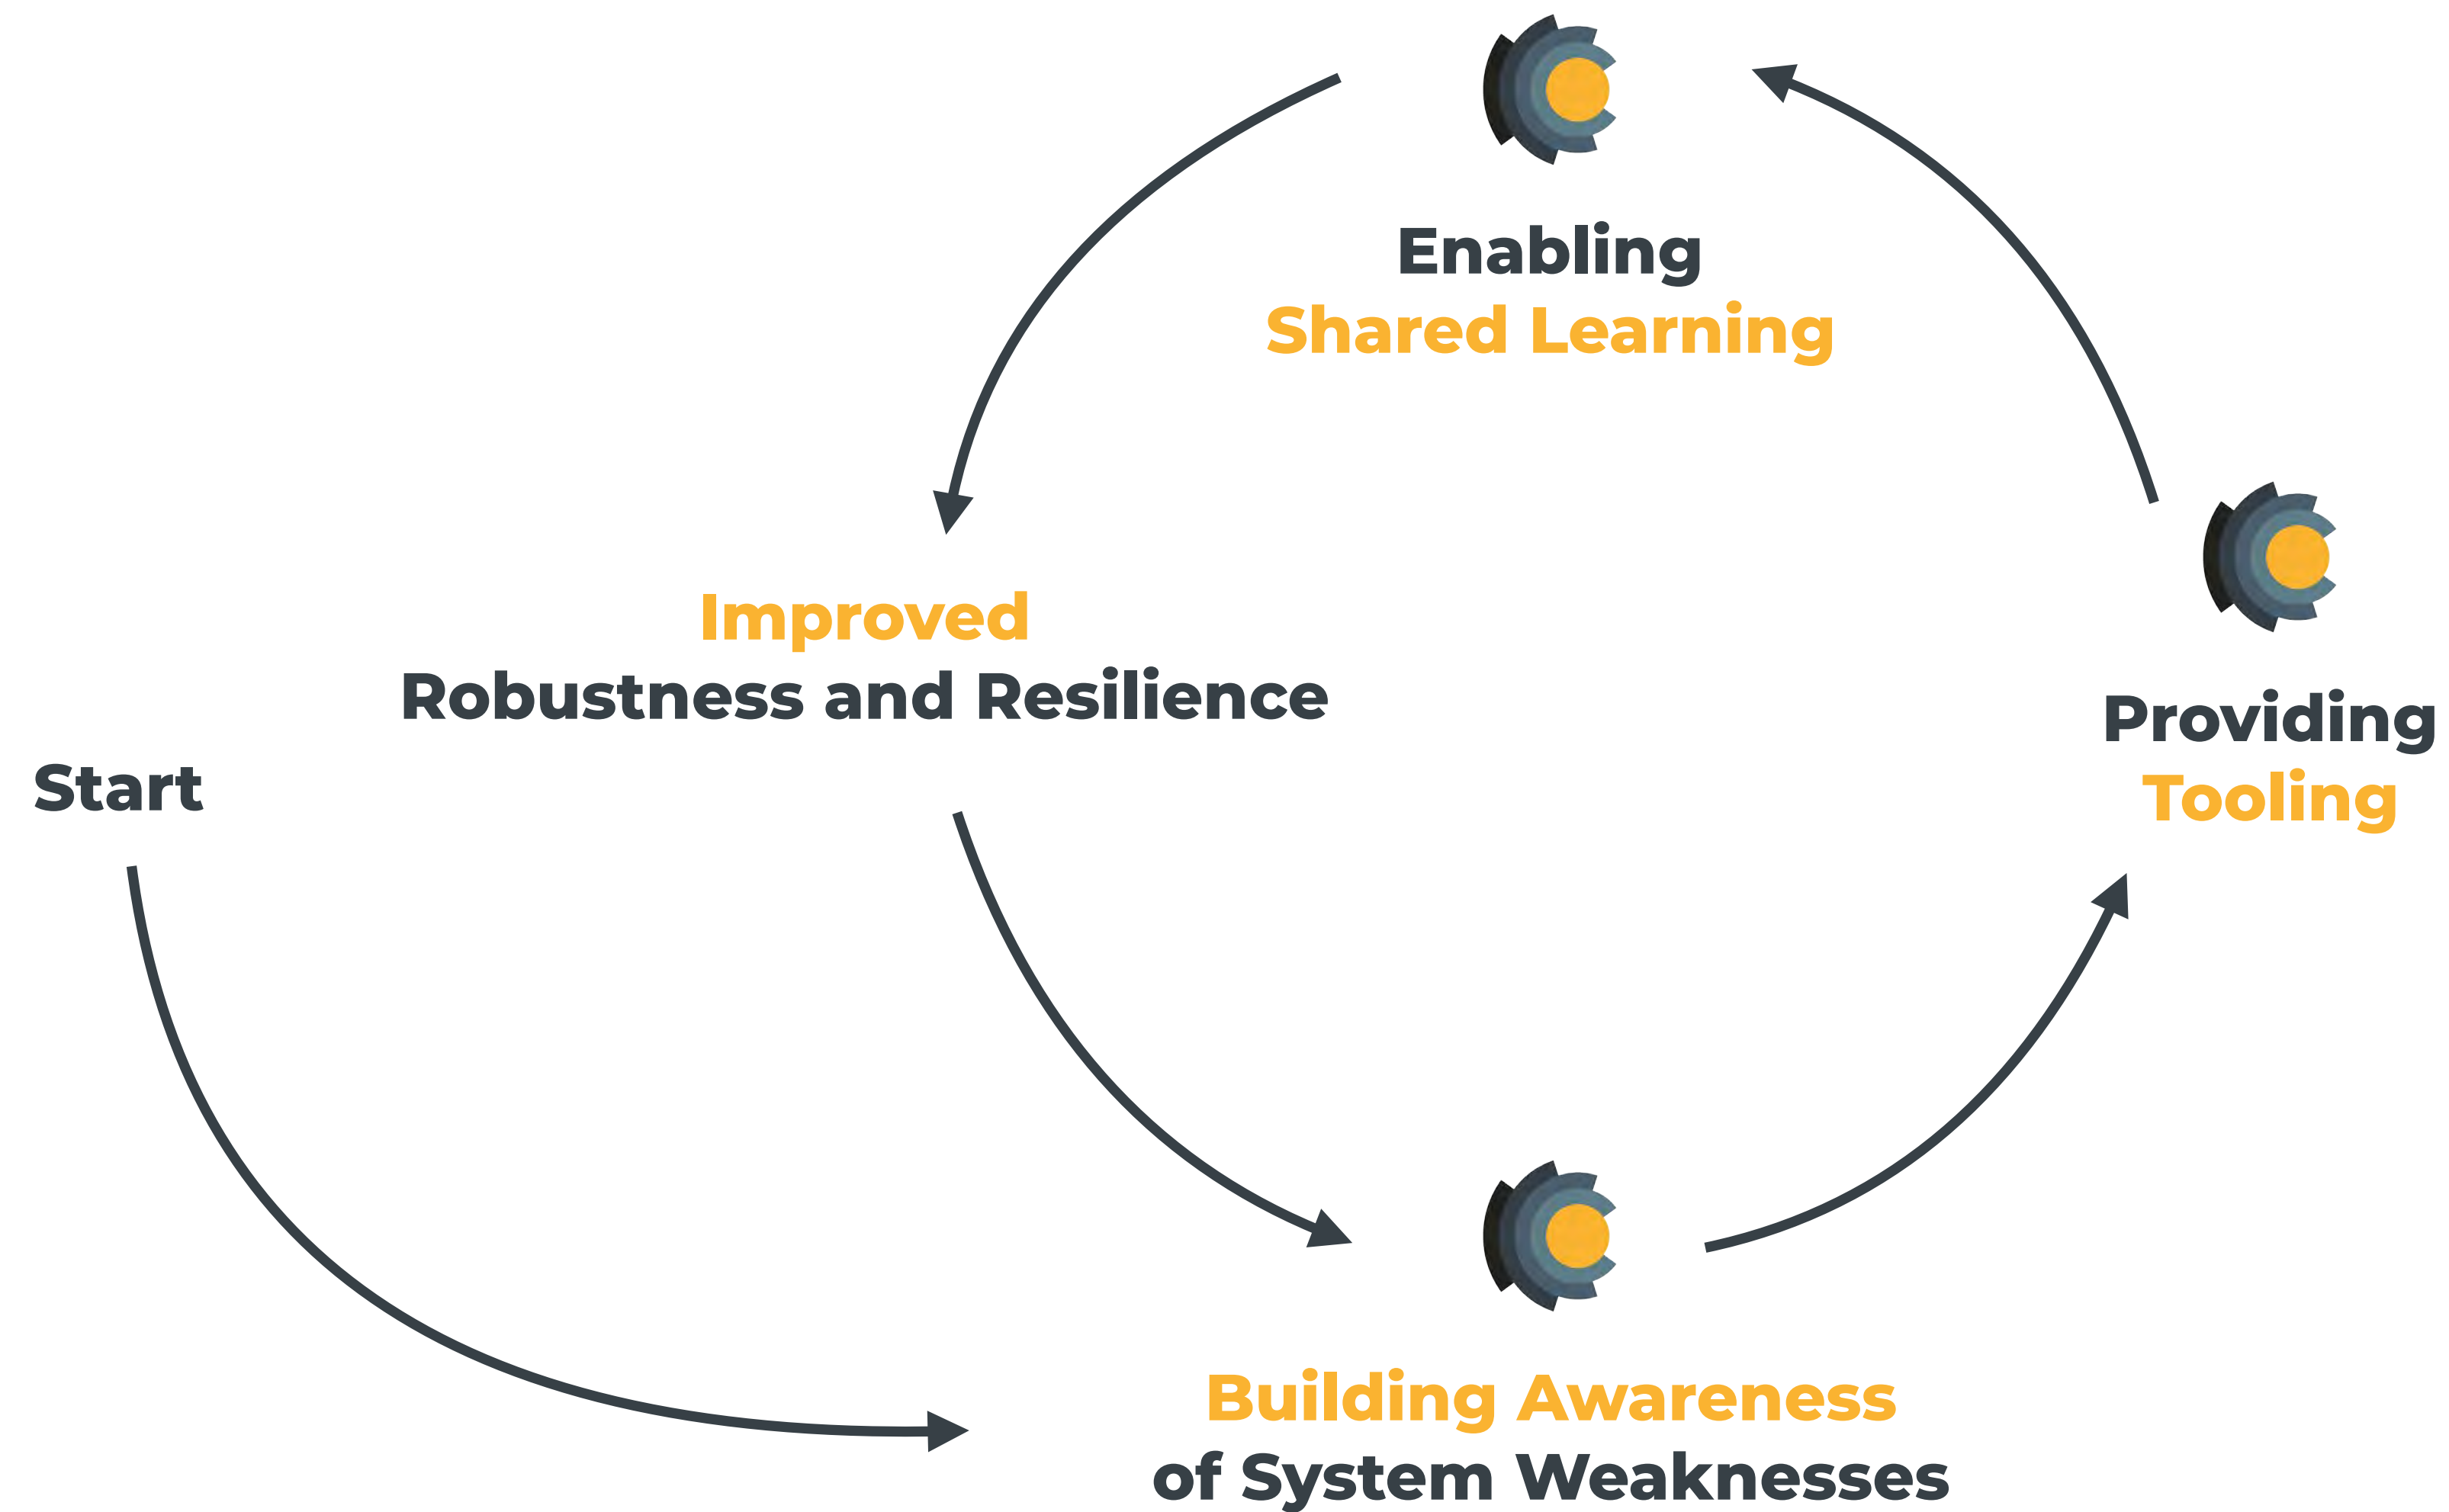 Enabling
Shared Learning
Improved
Robustness and Resilience
Providing
Tooling
Start
Building Awareness
of System Weaknesses